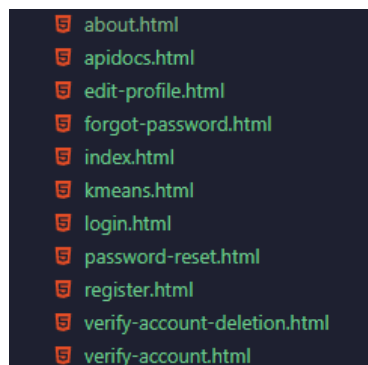 about.html
apidocs.html
edit-profile.html
forgot-password.html
index.html
kmeans.html
login.html
password-reset.html
register.html
verify-account-deletion.html
verify-account.html